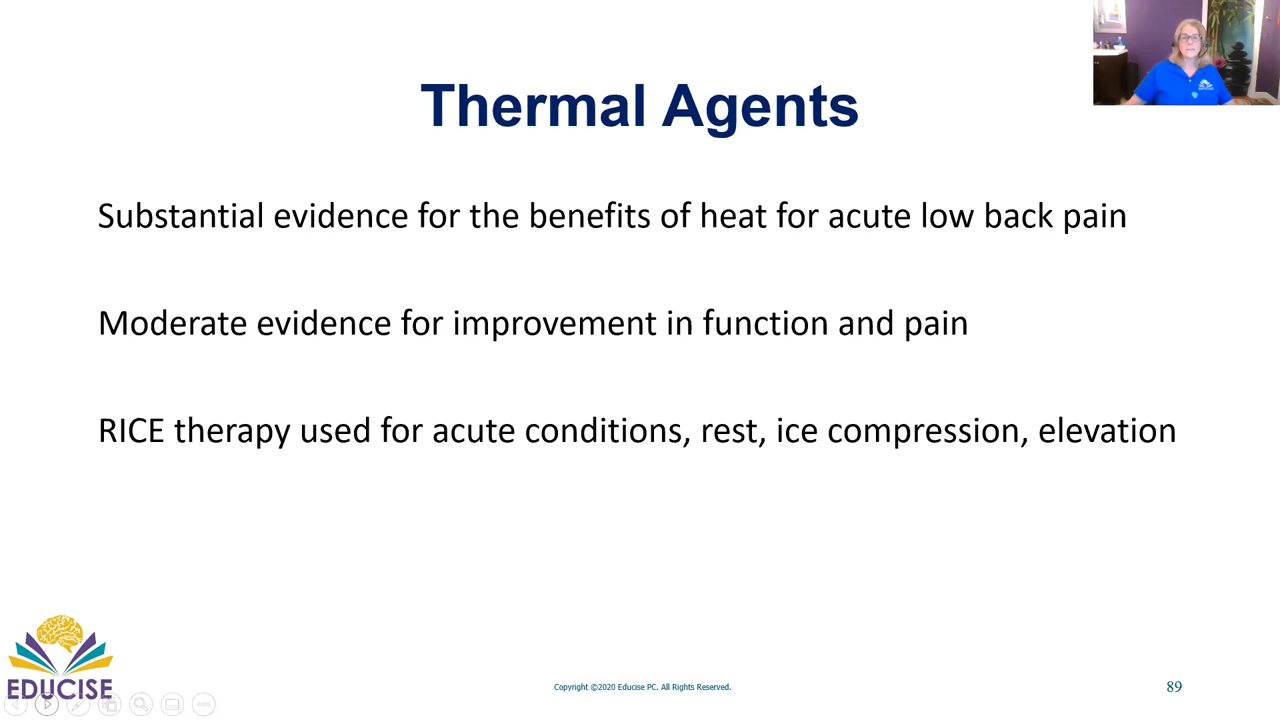 Thermal Agents
Substantial evidence for the benefits of heat for acute low back pain
Moderate evidence for improvement in function and pain
RICE therapy used for acute conditions, rest, ice compression, elevation
EDUCISE
Copyright ©2020 Educise PC. All Rights Reserved.
89